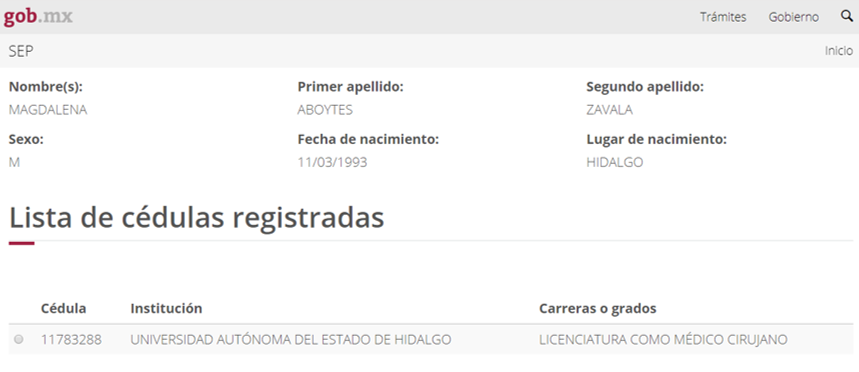 gob.mx Trámites Gobierno
SEP Inicio
Nombre(s): Primer apellido: Segundo apellido:
MAGDALENA ABOYTES ZAVALA
Sexo: Fecha de nacimiento: Lugar de nacimiento:
M 11/03/1993 HIDALGO
Lista de cédulas registradas
Cédula Institución Carreras o grados
11783288 UNIVERSIDAD AUTÓNOMA DEL ESTADO DE HIDALGO LICENCIATURA COMO MÉDICO CIRUJANO